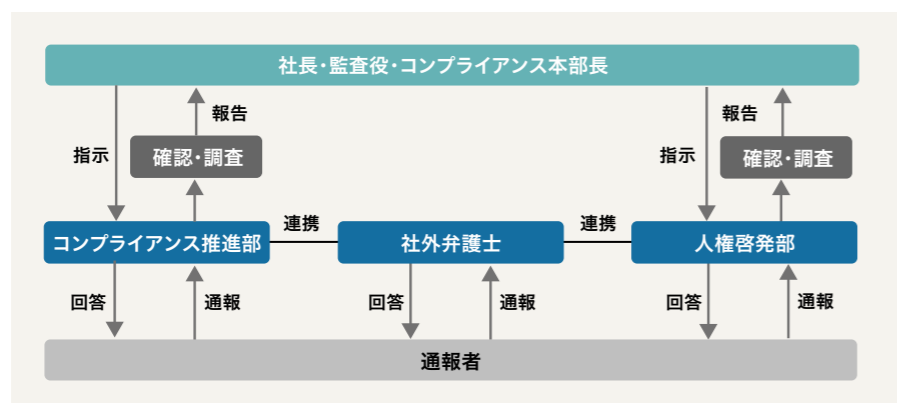 社長・監査役・コンプライアンス本部長
報告
報告
指示
確認・調査
指示
確認・調査
連携
連携
コンプライアンス推進部
社外弁護士
人権啓発部
回答
通報
回答
通報
回答
通報
通報者